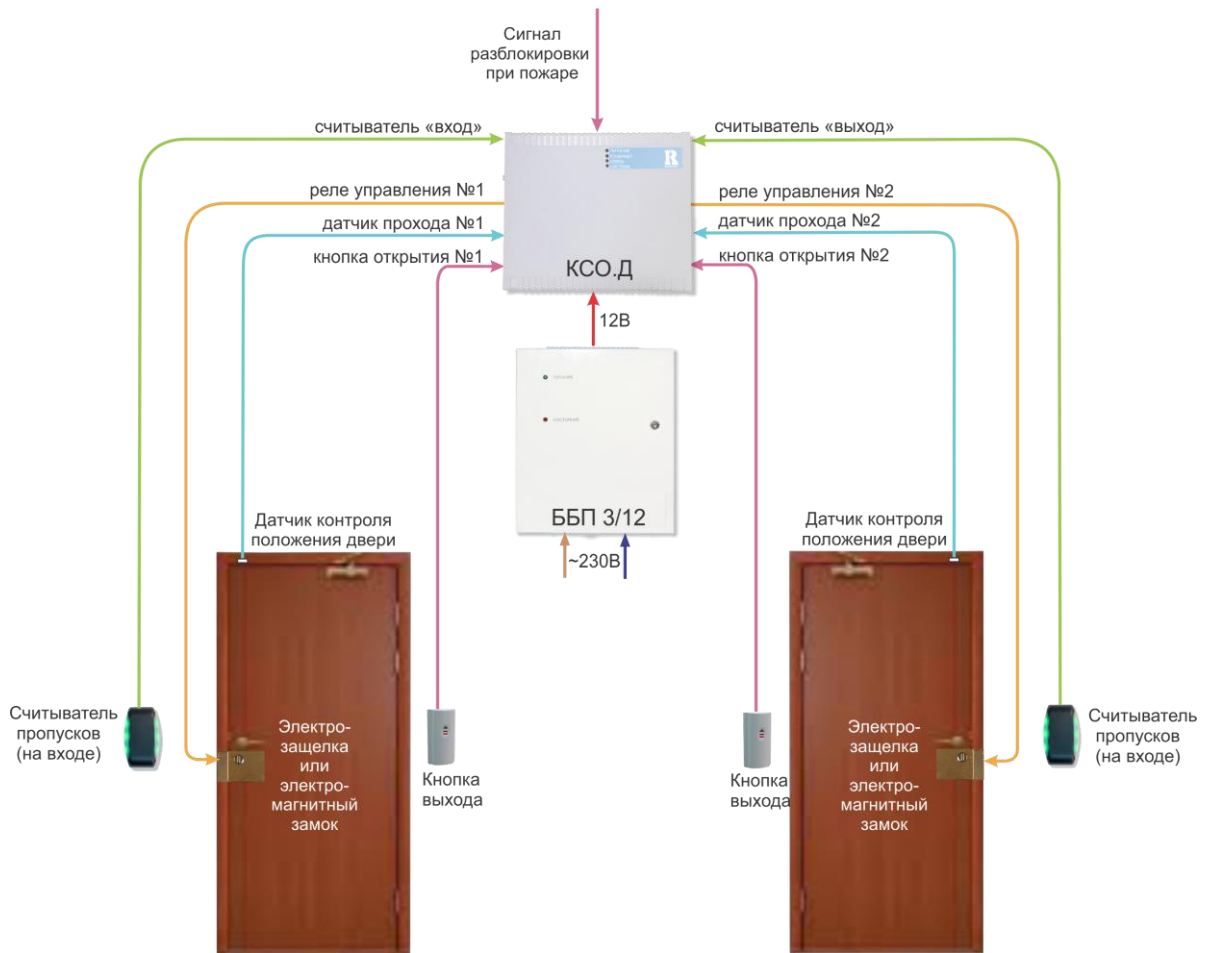 Сигнал
разблокировки
при пожаре
считыватель «вход»
считыватель «выход»
R
реле управления №1
реле управления №2
датчик прохода №1
датчик прохода №2
кнопка открытия №1
кнопка открытия №2
КСО.Д
12В
ББП 3/12
~230В
Датчик контроля
положения двери
Датчик контроля
положения двери
Считыватель
пропусков
(на входе)
Электро-
защелка
или
электро-
магнитный
замок
Кнопка
выхода
Кнопка
выхода
Электро-
защелка
или
электро-
магнитный
замок
Считыватель
пропусков
(на входе)